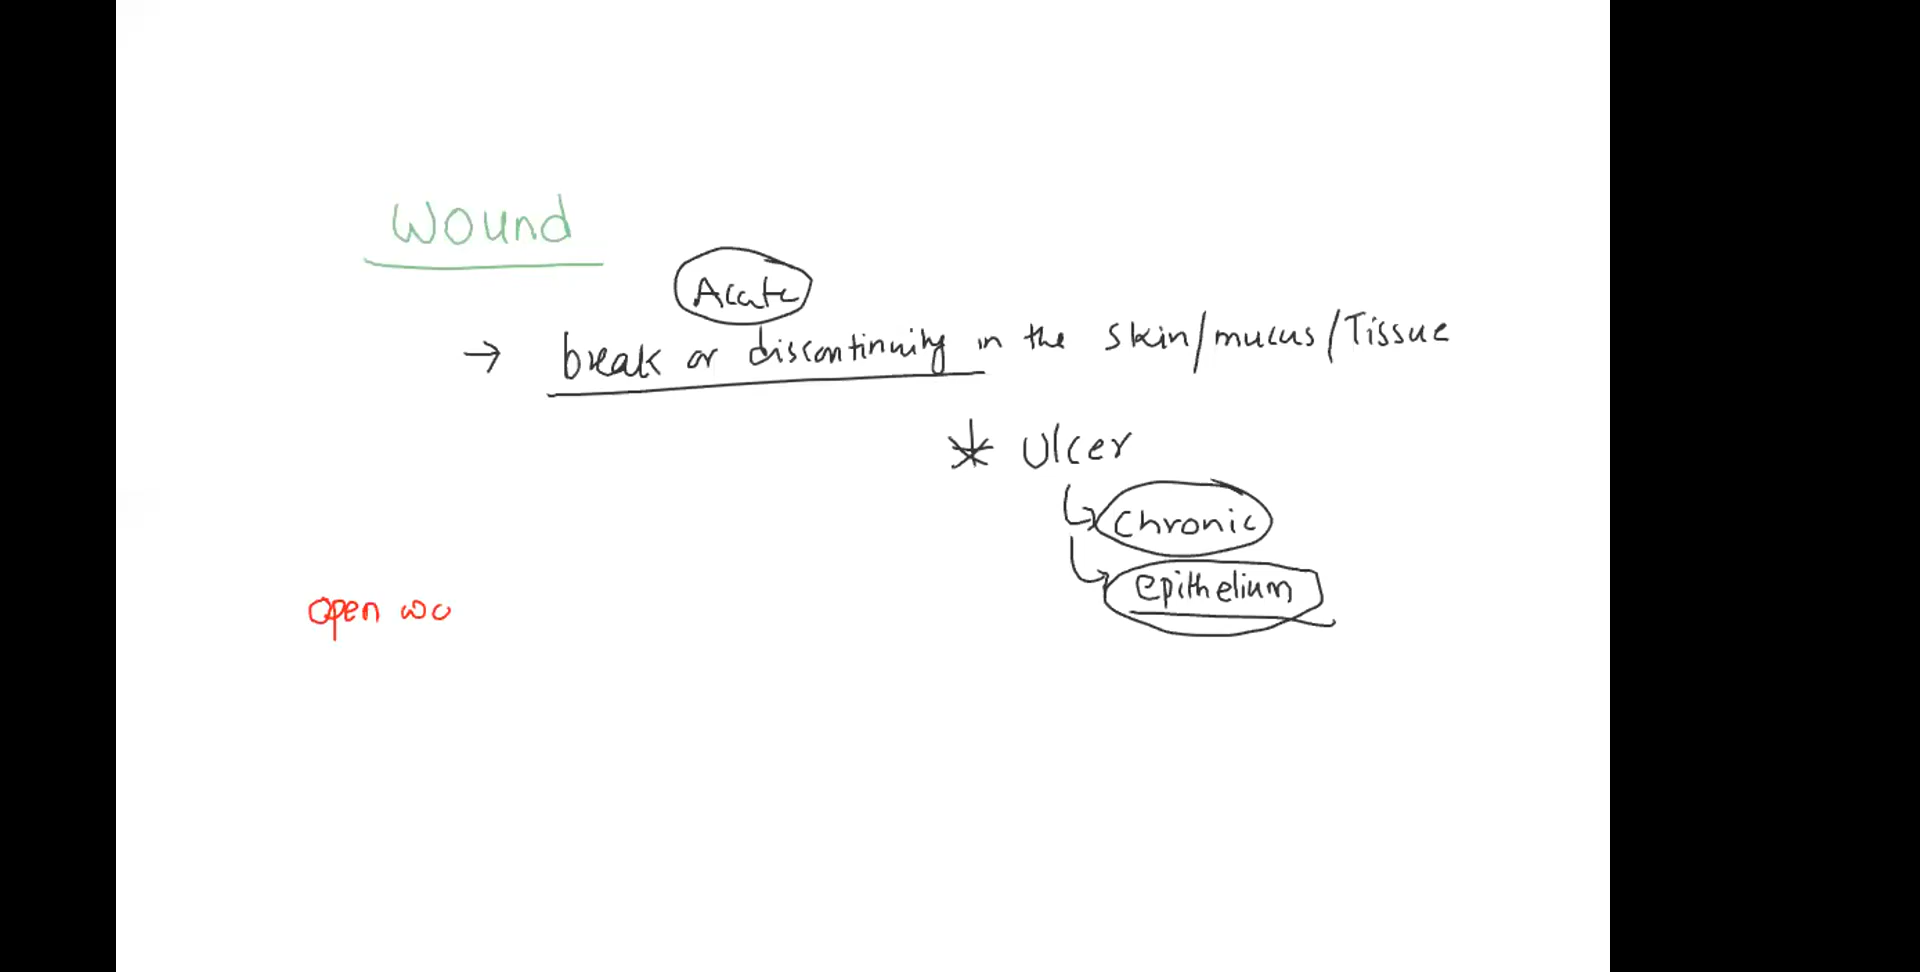 Wound
Acute
→ break or discontinuity in the skin/mucus/Tissue
* Ulcer
↳ chronic
↳ epithelium
open wo